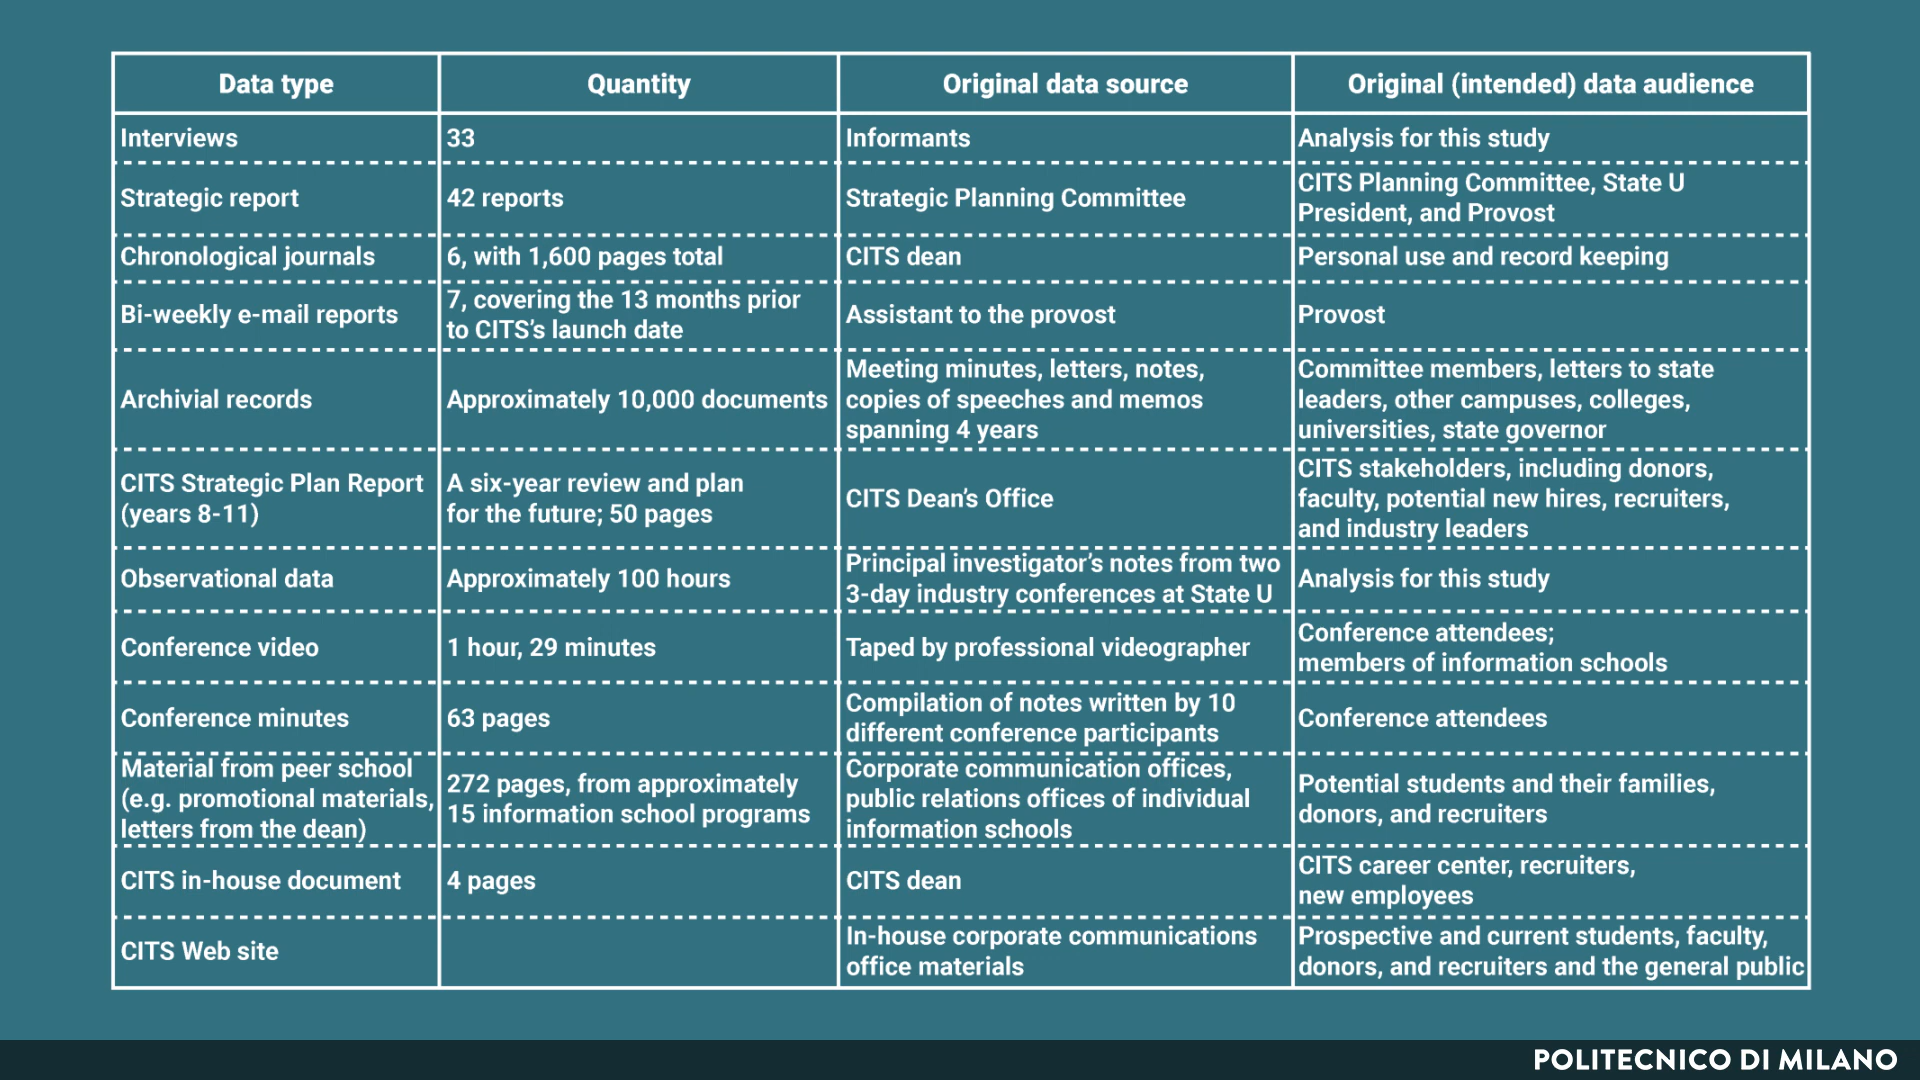 Data type
Quantity
Original data source
Original (intended) data audience
Interviews
33
Informants
Analysis for this study
Strategic report
42 reports
Strategic Planning Committee
CITS Planning Committee, State U
President, and Provost
Chronological journals
6, with 1,600 pages total
CITS dean
Personal use and record keeping
Bi-weekly e-mail reports
7, covering the 13 months prior
to CITS's launch date
Assistant to the provost
Provost
Archivial records
Approximately 10,000 documents
Meeting minutes, letters, notes,
copies of speeches and memos
spanning 4 years
Committee members, letters to state
leaders, other campuses, colleges,
universities, state governor
CITS Strategic Plan Report
(years 8-11)
A six-year review and plan
for the future; 50 pages
CITS Dean's Office
CITS stakeholders, including donors,
faculty, potential new hires, recruiters,
and industry leaders
Observational data
Approximately 100 hours
Principal investigator's notes from two
3-day industry conferences at State U
Analysis for this study
Conference video
1 hour, 29 minutes
Taped by professional videographer
Conference attendees;
members of information schools
Conference minutes
63 pages
Compilation of notes written by 10
different conference participants
Conference attendees
Material from peer school
(e.g. promotional materials,
letters from the dean)
272 pages, from approximately
15 information school programs
Corporate communication offices,
public relations offices of individual
information schools
Potential students and their families,
donors, and recruiters
CITS in-house document
4 pages
CITS dean
CITS career center, recruiters,
new employees
CITS Web site
In-house corporate communications
office materials
Prospective and current students, faculty,
donors, and recruiters and the general public
POLITECNICO DI MILANO